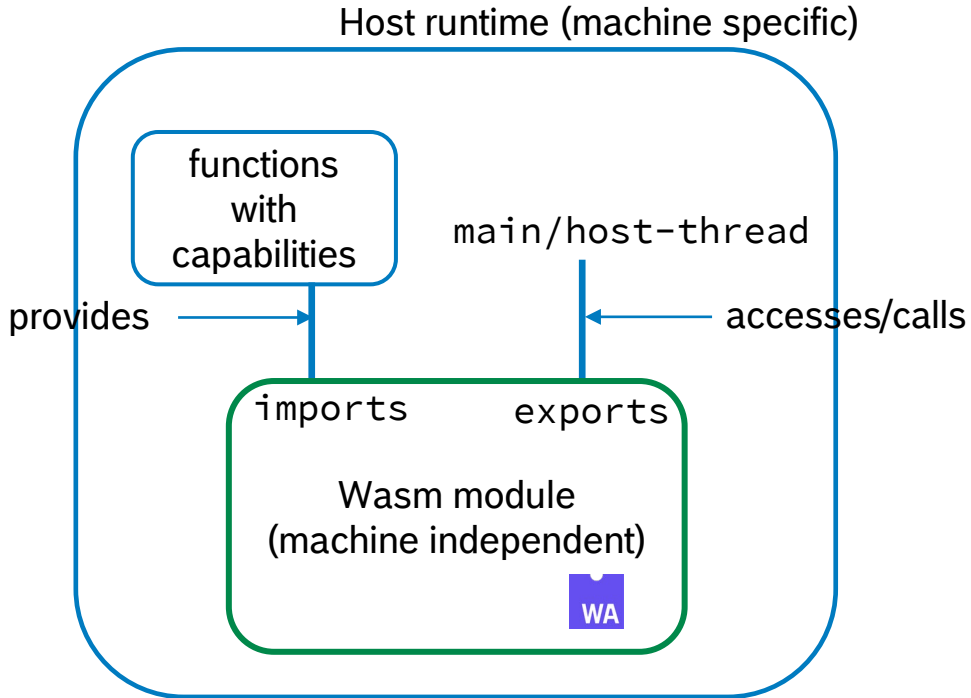 Host runtime (machine specific)
functions
with
capabilities
main/host-thread
provides
accesses/calls
imports
exports
Wasm module
(machine independent)
WA